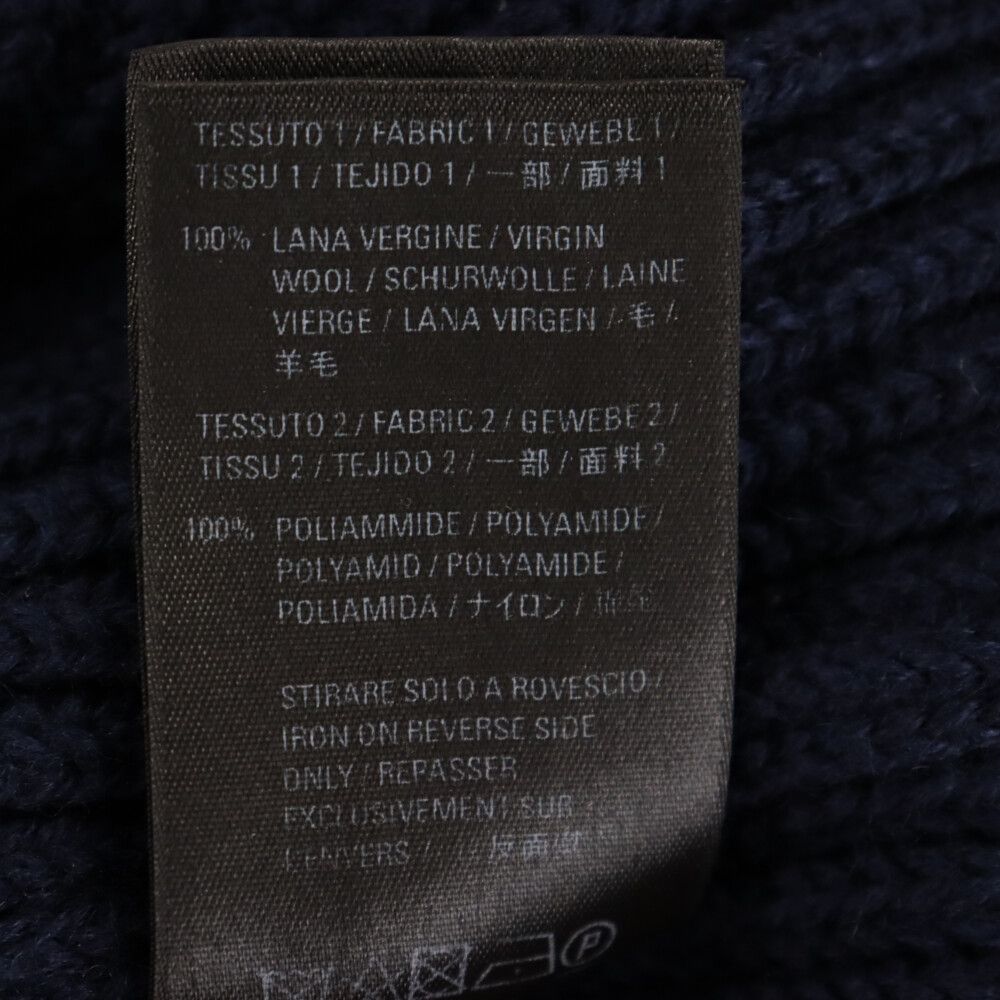 TESSUTO 1 / FABRIC 1 / GEWEBE 1 /
TISSU 1 / TEJIDO 1 / 一部 / 面料 1
100% LANA VERGINE / VIRGIN
WOOL / SCHURWOLLE / LAINE
VIERGE / LANA VIRGEN / 毛 /
羊毛
TESSUTO 2 / FABRIC 2 / GEWEBE 2 /
TISSU 2 / TEJIDO 2 / 一部 / 面料 2
100% POLIAMMIDE / POLYAMIDE /
POLYAMID / POLYAMIDE /
POLIAMIDA / ナイロン /
STIRARE SOLO A ROVESCIO /
IRON ON REVERSE SIDE
ONLY / REPASSER
EXCLUSIVEMENT SUR
L'ENVERS /
P